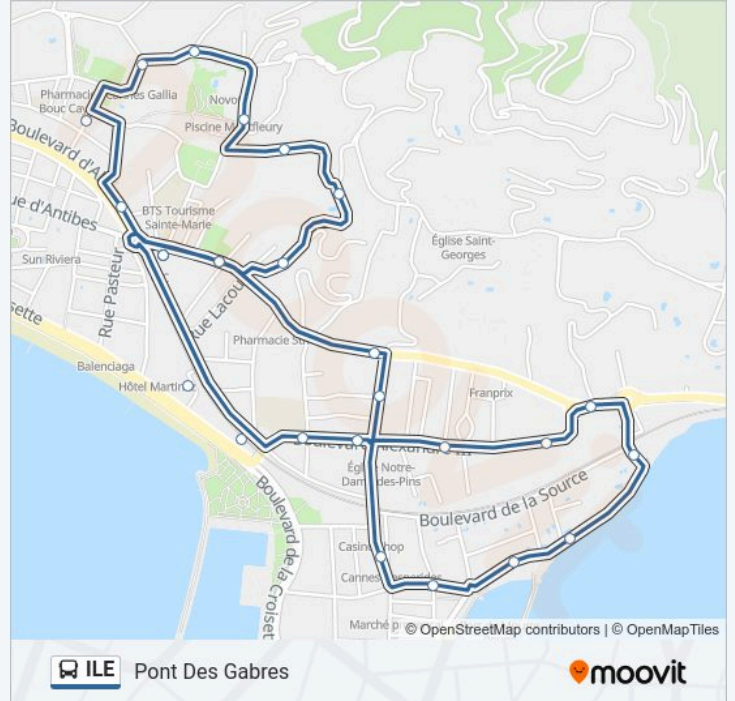 Pharmacie
Bouc Ca
Gallia
Novo
Piscine M
fleury
Boulevard d'A
ue d'Antibes
BTS Tourisme
Sainte-Marie
Sun Riviera
Rue Pasteur
Rue Lacou
Église Saint-
Georges
sette
Pharmacie Su
Balenciaga
Hôtel Martin
Franprix
Boulevard Alexandre III
Église Notre-
Dame-des-Pins
Boulevard de la Source
Boulevard de la Croiset
Casino Shop
Cannes
Marché p
© OpenStreetMap contributors | © OpenMapTiles
ILE
Pont Des Gabres
moovit